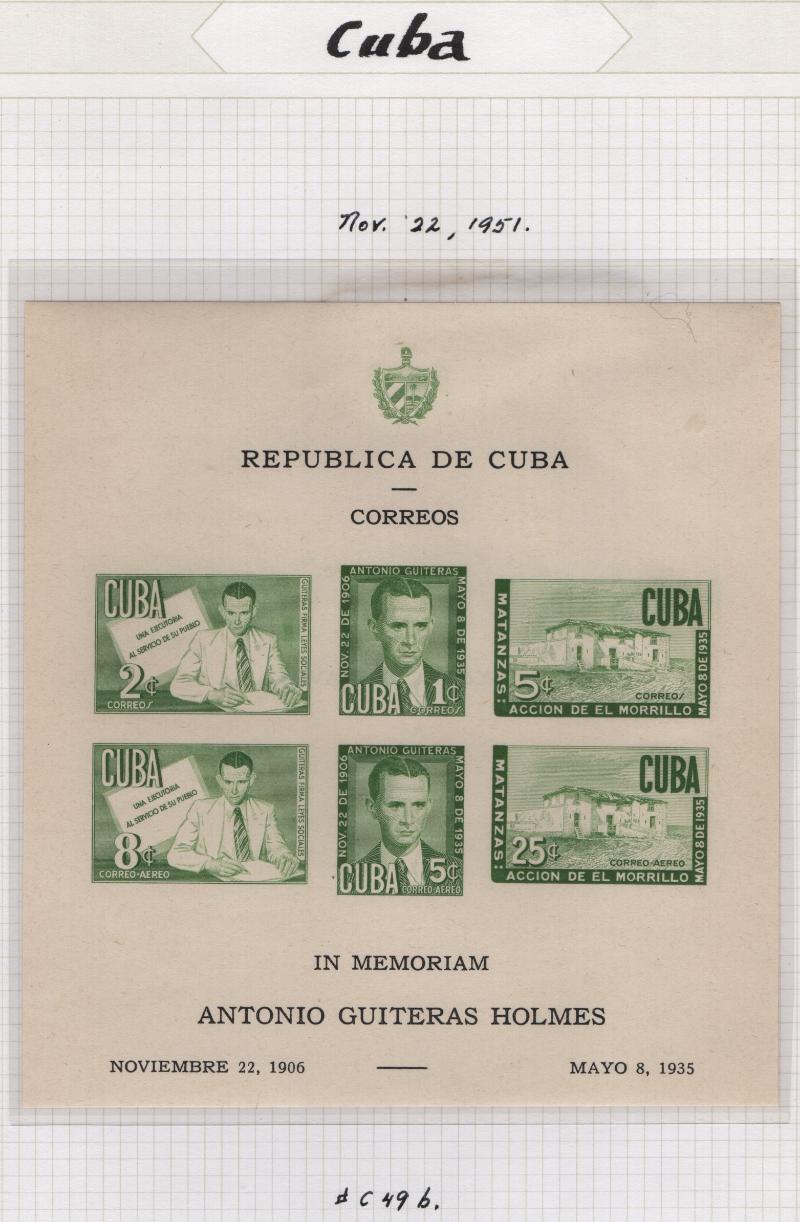 Cuba
Nov. 22, 1951.
REPUBLICA DE CUBA
CORREOS
CUBA
UNA EJECUTORIA
AL SERVICIO DE SU PUEBLO
2¢
CORREOS
GUITERAS FIRMA LEYES SOCIALES
ANTONIO GUITERAS
NOV. 22 DE 1906
MAYO 8 DE 1935
CUBA 1¢
CORREOS
MATANZAS:
CUBA
5¢
CORREOS
MAYO 8 DE 1935
ACCION DE EL MORRILLO
CUBA
UNA EJECUTORIA
AL SERVICIO DE SU PUEBLO
8¢
CORREO-AEREO
GUITERAS FIRMA LEYES SOCIALES
ANTONIO GUITERAS
NOV. 22 DE 1906
MAYO 8 DE 1935
CUBA 5¢
CORREO-AEREO
MATANZAS:
CUBA
25¢
CORREO-AEREO
MAYO 8 DE 1935
ACCION DE EL MORRILLO
IN MEMORIAM
ANTONIO GUITERAS HOLMES
NOVIEMBRE 22, 1906 — MAYO 8, 1935
# C49b.